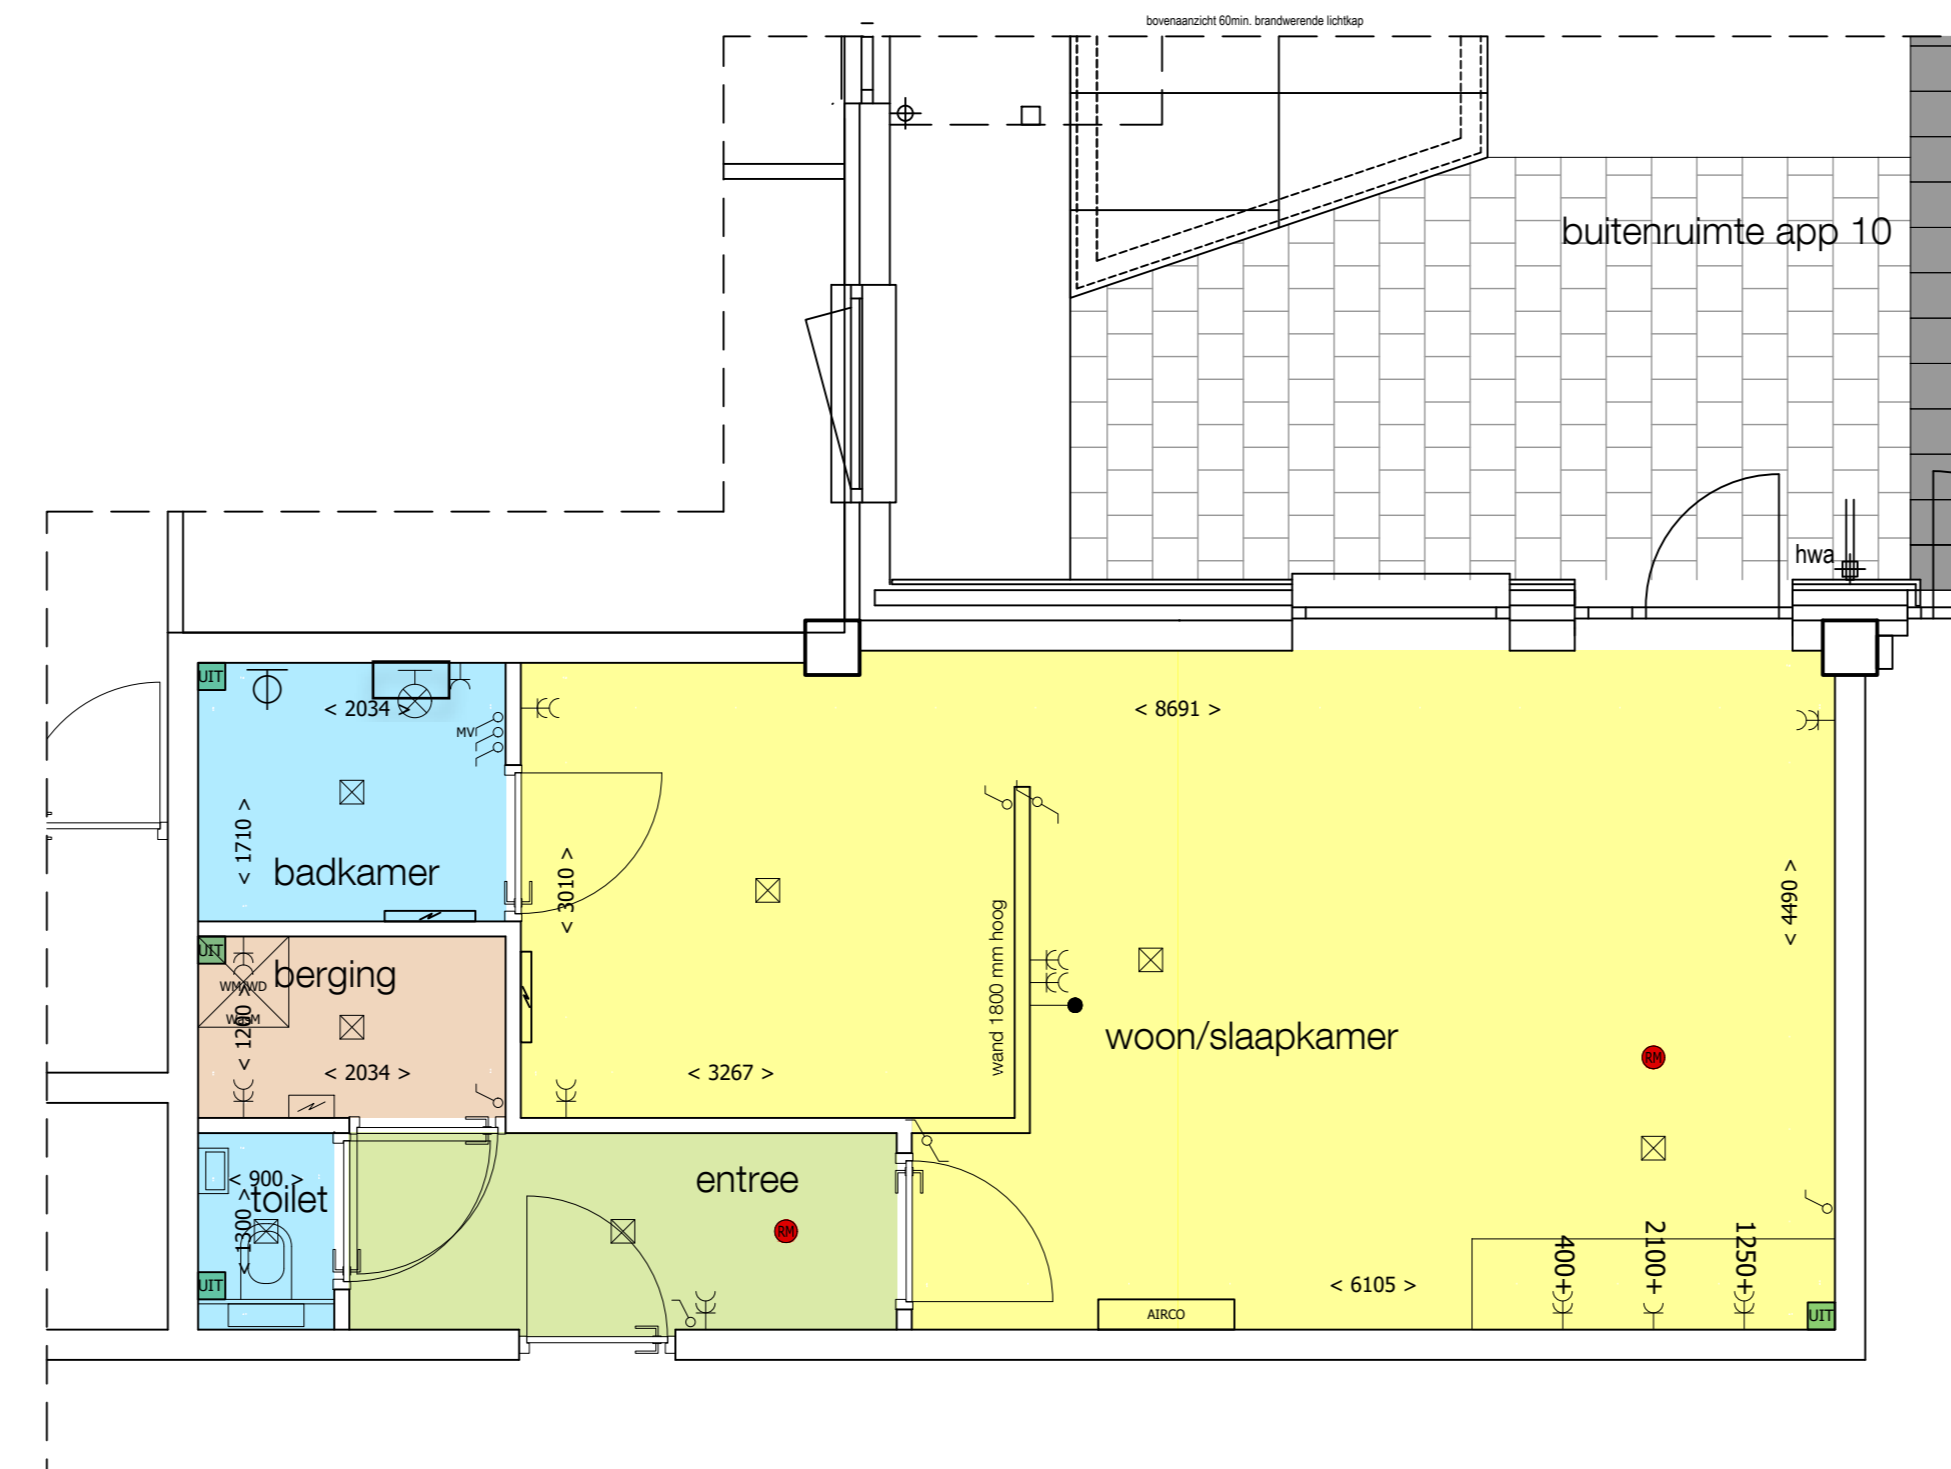 bovenaanzicht 60min. brandwerende lichtkap
buitenruimte app 10
hwa
UIT
< 2034 >
< 8691 >
MV
< 1710 >
badkamer
< 3010 >
< 4490 >
wand 1800 mm hoog
UIT
berging
WM/WD
WasM
< 1200 >
< 2034 >
< 3267 >
woon/slaapkamer
RM
< 900 >
toilet
< 1300 >
entree
RM
UIT
400+
2100+
1250+
< 6105 >
AIRCO
UIT